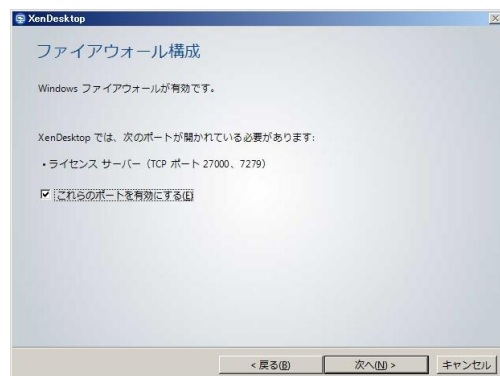 XenDesktop
ファイアウォール構成
Windows ファイアウォールが有効です。
XenDesktop では、次のポートが開かれている必要があります:
・ライセンス サーバー（TCP ポート 27000、7279）
これらのポートを有効にする(E)
< 戻る(B)
次へ(N) >
キャンセル